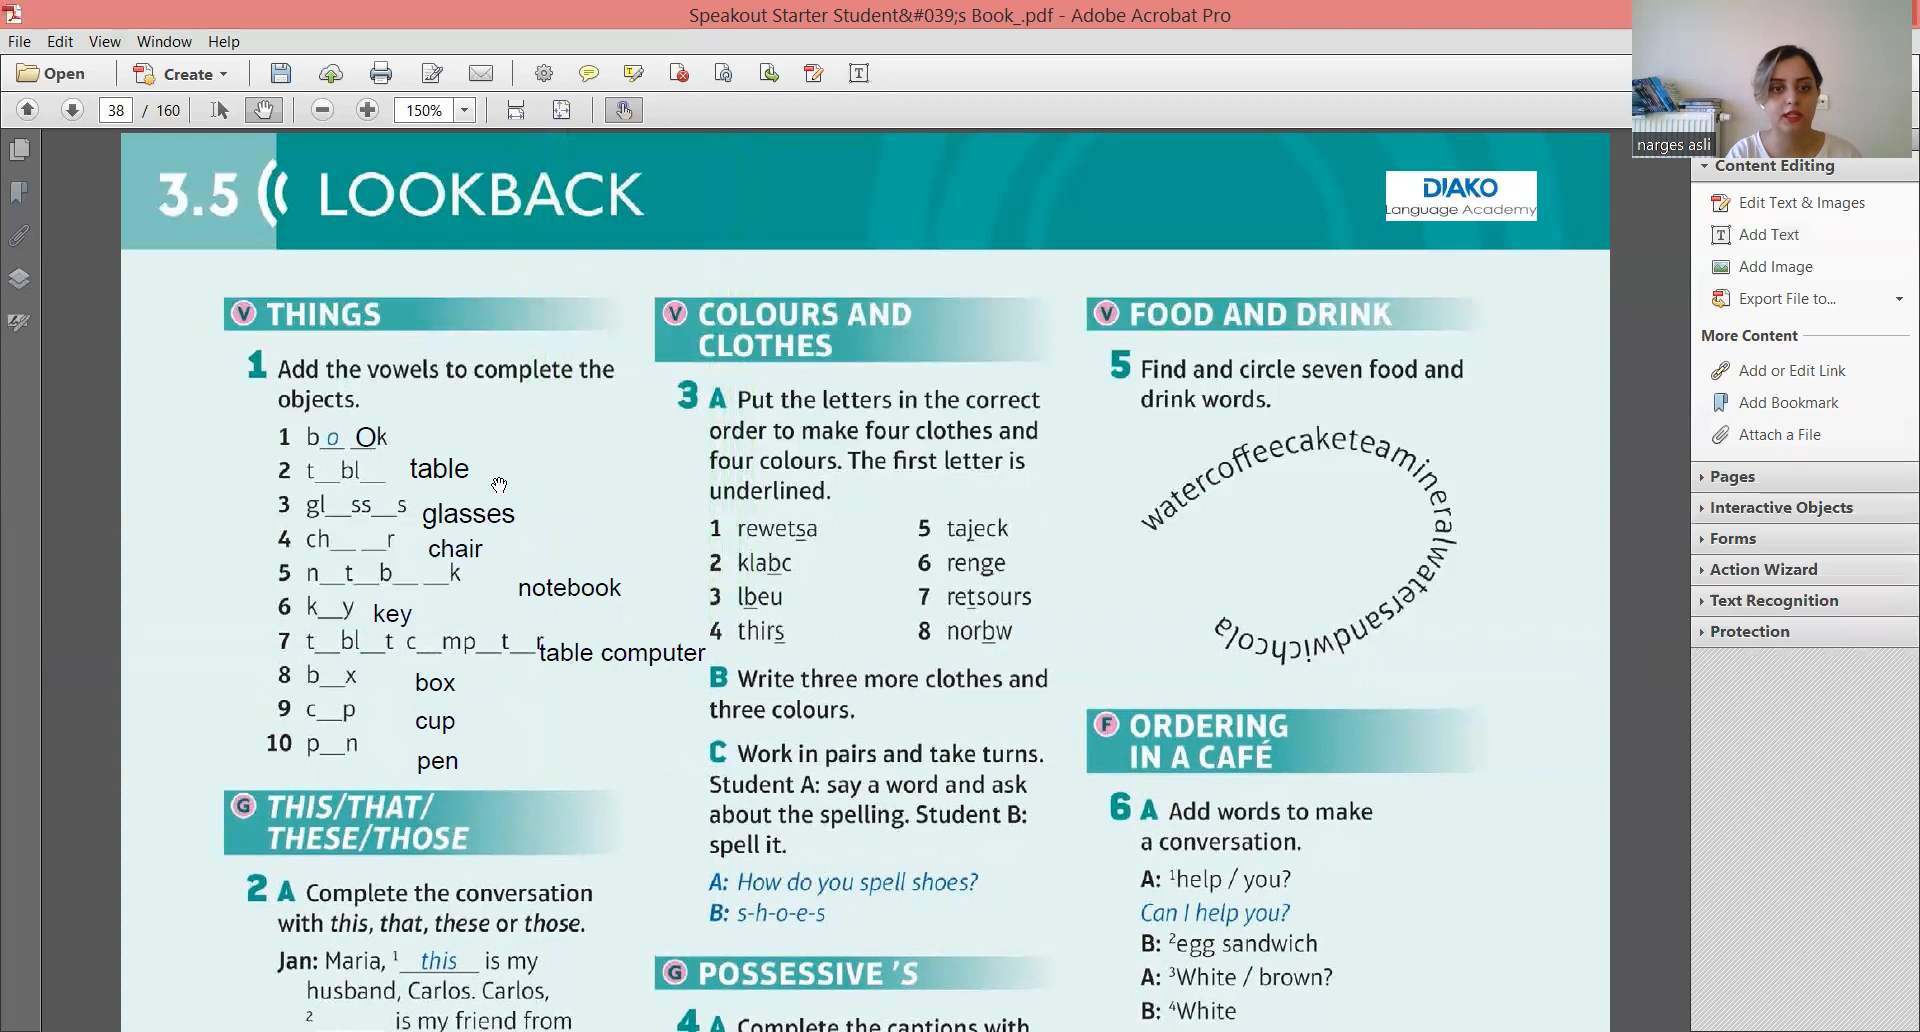 Speakout Starter Student&#039;s Book_.pdf - Adobe Acrobat Pro
File Edit View Window Help
Open Create
38 / 160 150%
narges asli
3.5 LOOKBACK
DIAKO
Language Academy
V THINGS
1 Add the vowels to complete the
objects.
1 b o _Ok
2 t__bl__ table
3 gl__ss__s glasses
4 ch__ __r chair
5 n__t__b__ __k notebook
6 k__y key
7 t__bl__t c__mp__t__r table computer
8 b__x box
9 c__p cup
10 p__n pen
G THIS/THAT/
THESE/THOSE
2 A Complete the conversation
with this, that, these or those.
Jan: Maria, 1 this is my
husband, Carlos. Carlos,
2 ______ is my friend from
V COLOURS AND
CLOTHES
3 A Put the letters in the correct
order to make four clothes and
four colours. The first letter is
underlined.
1 rewetsa 5 tajeck
2 klabc 6 renge
3 lbeu 7 retsours
4 thirs 8 norbw
B Write three more clothes and
three colours.
C Work in pairs and take turns.
Student A: say a word and ask
about the spelling. Student B:
spell it.
A: How do you spell shoes?
B: s-h-o-e-s
G POSSESSIVE 'S
4 A Complete the captions with
V FOOD AND DRINK
5 Find and circle seven food and
drink words.
watercoffeecaketeamineralwatersandwichcola
F ORDERING
IN A CAFÉ
6 A Add words to make
a conversation.
A: 1help / you?
Can I help you?
B: 2egg sandwich
A: 3White / brown?
B: 4White
Content Editing
Edit Text & Images
Add Text
Add Image
Export File to...
More Content
Add or Edit Link
Add Bookmark
Attach a File
Pages
Interactive Objects
Forms
Action Wizard
Text Recognition
Protection